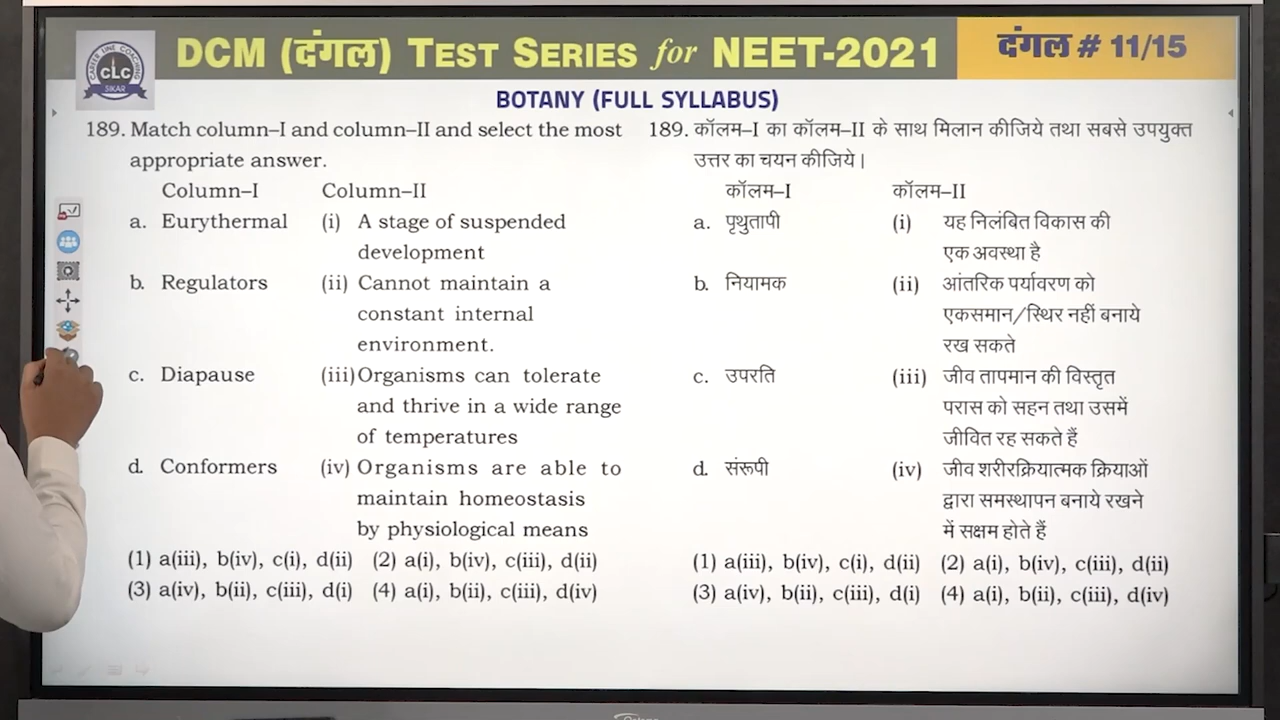 DCM (दंगल) TEST SERIES for NEET-2021
दंगल # 11/15
CAREER LINE COACHING
CLC
SIKAR
BOTANY (FULL SYLLABUS)
189. Match column–I and column–II and select the most
appropriate answer.
Column–I Column–II
a. Eurythermal (i) A stage of suspended
development
b. Regulators (ii) Cannot maintain a
constant internal
environment.
c. Diapause (iii) Organisms can tolerate
and thrive in a wide range
of temperatures
d. Conformers (iv) Organisms are able to
maintain homeostasis
by physiological means
(1) a(iii), b(iv), c(i), d(ii) (2) a(i), b(iv), c(iii), d(ii)
(3) a(iv), b(ii), c(iii), d(i) (4) a(i), b(ii), c(iii), d(iv)
189. कॉलम–I का कॉलम–II के साथ मिलान कीजिये तथा सबसे उपयुक्त
उत्तर का चयन कीजिये।
कॉलम–I कॉलम–II
a. पृथुतापी (i) यह निलंबित विकास की
एक अवस्था है
b. नियामक (ii) आंतरिक पर्यावरण को
एकसमान/स्थिर नहीं बनाये
रख सकते
c. उपरति (iii) जीव तापमान की विस्तृत
परास को सहन तथा उसमें
जीवित रह सकते हैं
d. संरूपी (iv) जीव शरीरक्रियात्मक क्रियाओं
द्वारा समस्थापन बनाये रखने
में सक्षम होते हैं
(1) a(iii), b(iv), c(i), d(ii) (2) a(i), b(iv), c(iii), d(ii)
(3) a(iv), b(ii), c(iii), d(i) (4) a(i), b(ii), c(iii), d(iv)